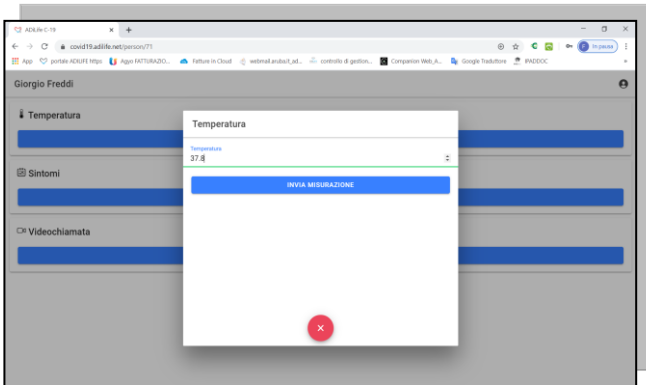 ADiLife C-19
covid19.adilife.net/person/71
In pausa
App
portale ADILIFE https
Agyo FATTURAZIO...
Fatture in Cloud
webmail.aruba.it_ad...
controllo di gestion...
Companion Web_A...
Google Traduttore
IPADDOC
Giorgio Freddi
Temperatura
Temperatura
Temperatura
37.8
INVIA MISURAZIONE
Sintomi
Videochiamata